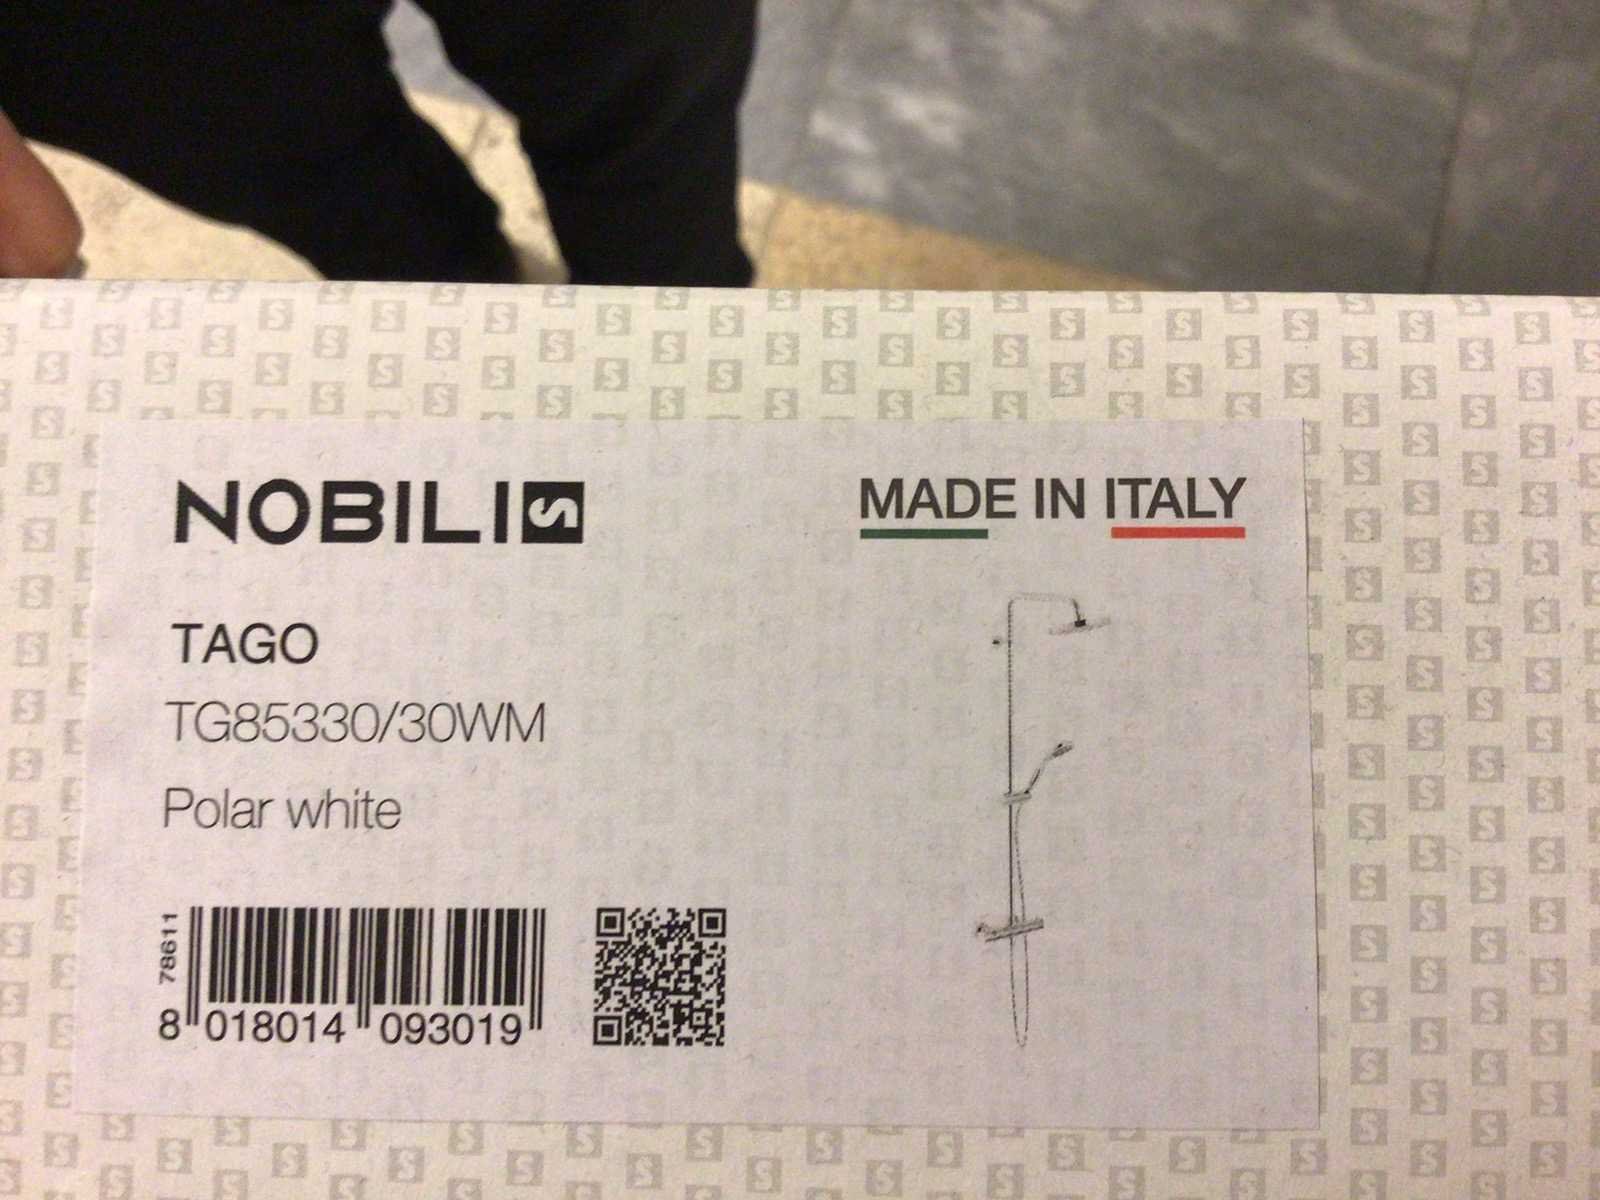 NOBILI
MADE IN ITALY
TAGO
TG85330/30WM
Polar white
78611
8 018014 093019